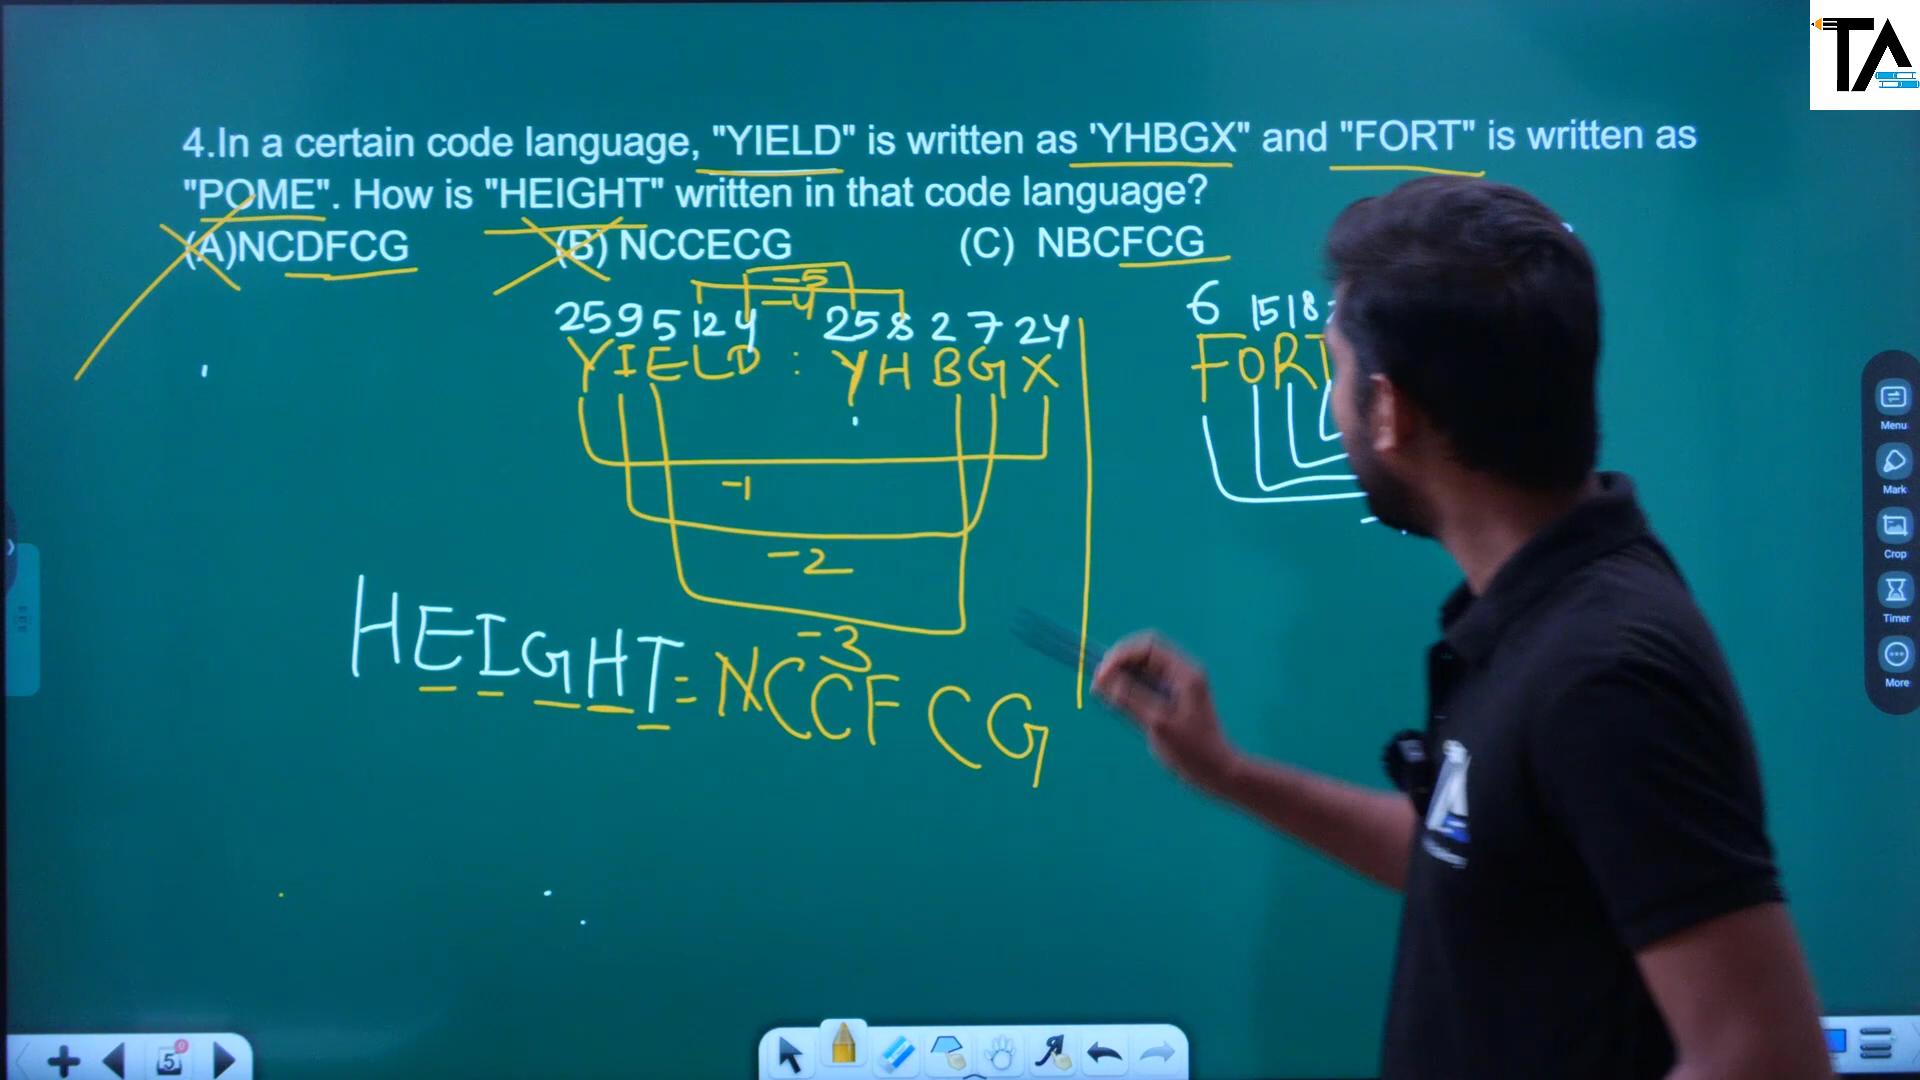 TA
4.In a certain code language, "YIELD" is written as 'YHBGX" and "FORT" is written as
"POME". How is "HEIGHT" written in that code language?
(A)NCDFCG (B) NCCECG (C) NBCFCG
-5
-4
25 9 5 12 4 25 8 2 7 24 6 15 18
YIELD : YHBGX FORT
-1
-2
-3
HEIGHT = NCCFCG
Menu
Mark
Crop
Timer
More
5